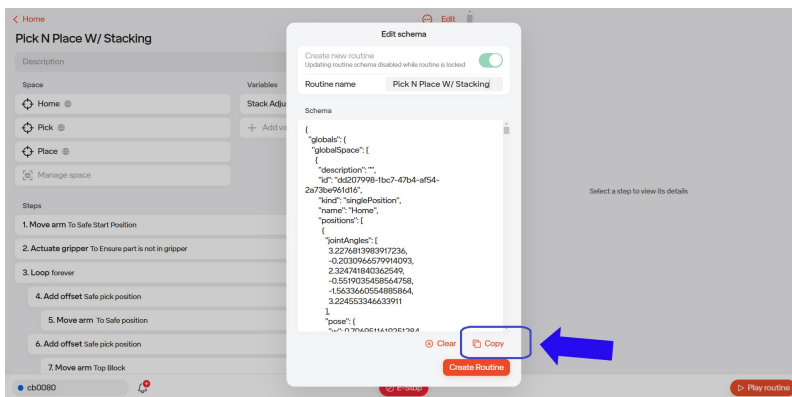 Home
Edit
Pick N Place W/ Stacking
Description
Space
Variables
Home
Stack Adju
Pick
Add va
Place
Manage space
Steps
1. Move arm To Safe Start Position
2. Actuate gripper To Ensure part is not in gripper
3. Loop forever
4. Add offset Safe pick position
5. Move arm To Safe position
6. Add offset Safe pick position
7. Move arm Top Block
cb0080
E-Stop
Play routine
Edit schema
Create new routine
Updating routine schema disabled while routine is locked
Routine name Pick N Place W/ Stacking
Schema
{
"globals": {
"globalSpace": [
{
"description": "",
"id": "dd207998-1bc7-47b4-af54-
2a73be961d16",
"kind": "singlePosition",
"name": "Home",
"positions": [
{
"jointAngles": [
3.2276813983917236,
-0.2030966579914093,
2.324741840362549,
-0.5519035458564758,
-1.5633660554885864,
3.224553346633911
],
"pose": {
Clear
Copy
Create Routine
Select a step to view its details